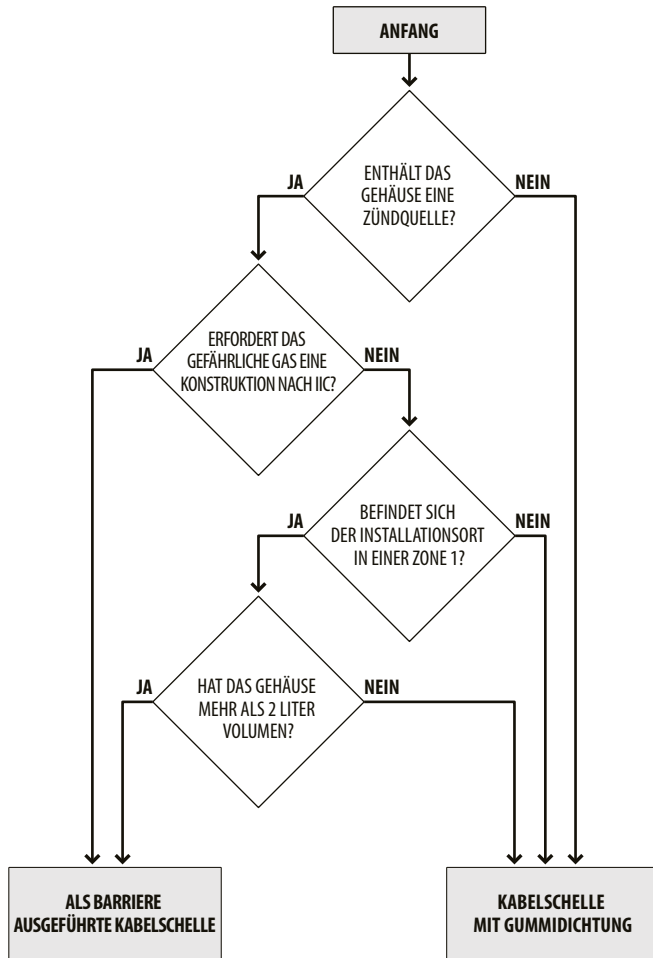 ANFANG
ENTHÄLT DAS
GEHÄUSE EINE
ZÜNDQUELLE?
JA
NEIN
ERFORDERT DAS
GEFÄHRLICHE GAS EINE
KONSTRUKTION NACH IIC?
JA
NEIN
BEFINDET SICH
DER INSTALLATIONSORT
IN EINER ZONE 1?
JA
NEIN
HAT DAS GEHÄUSE
MEHR ALS 2 LITER
VOLUMEN?
JA
NEIN
ALS BARRIERE
AUSGEFÜHRTE KABELSCHELLE
KABELSCHELLE
MIT GUMMIDICHTUNG